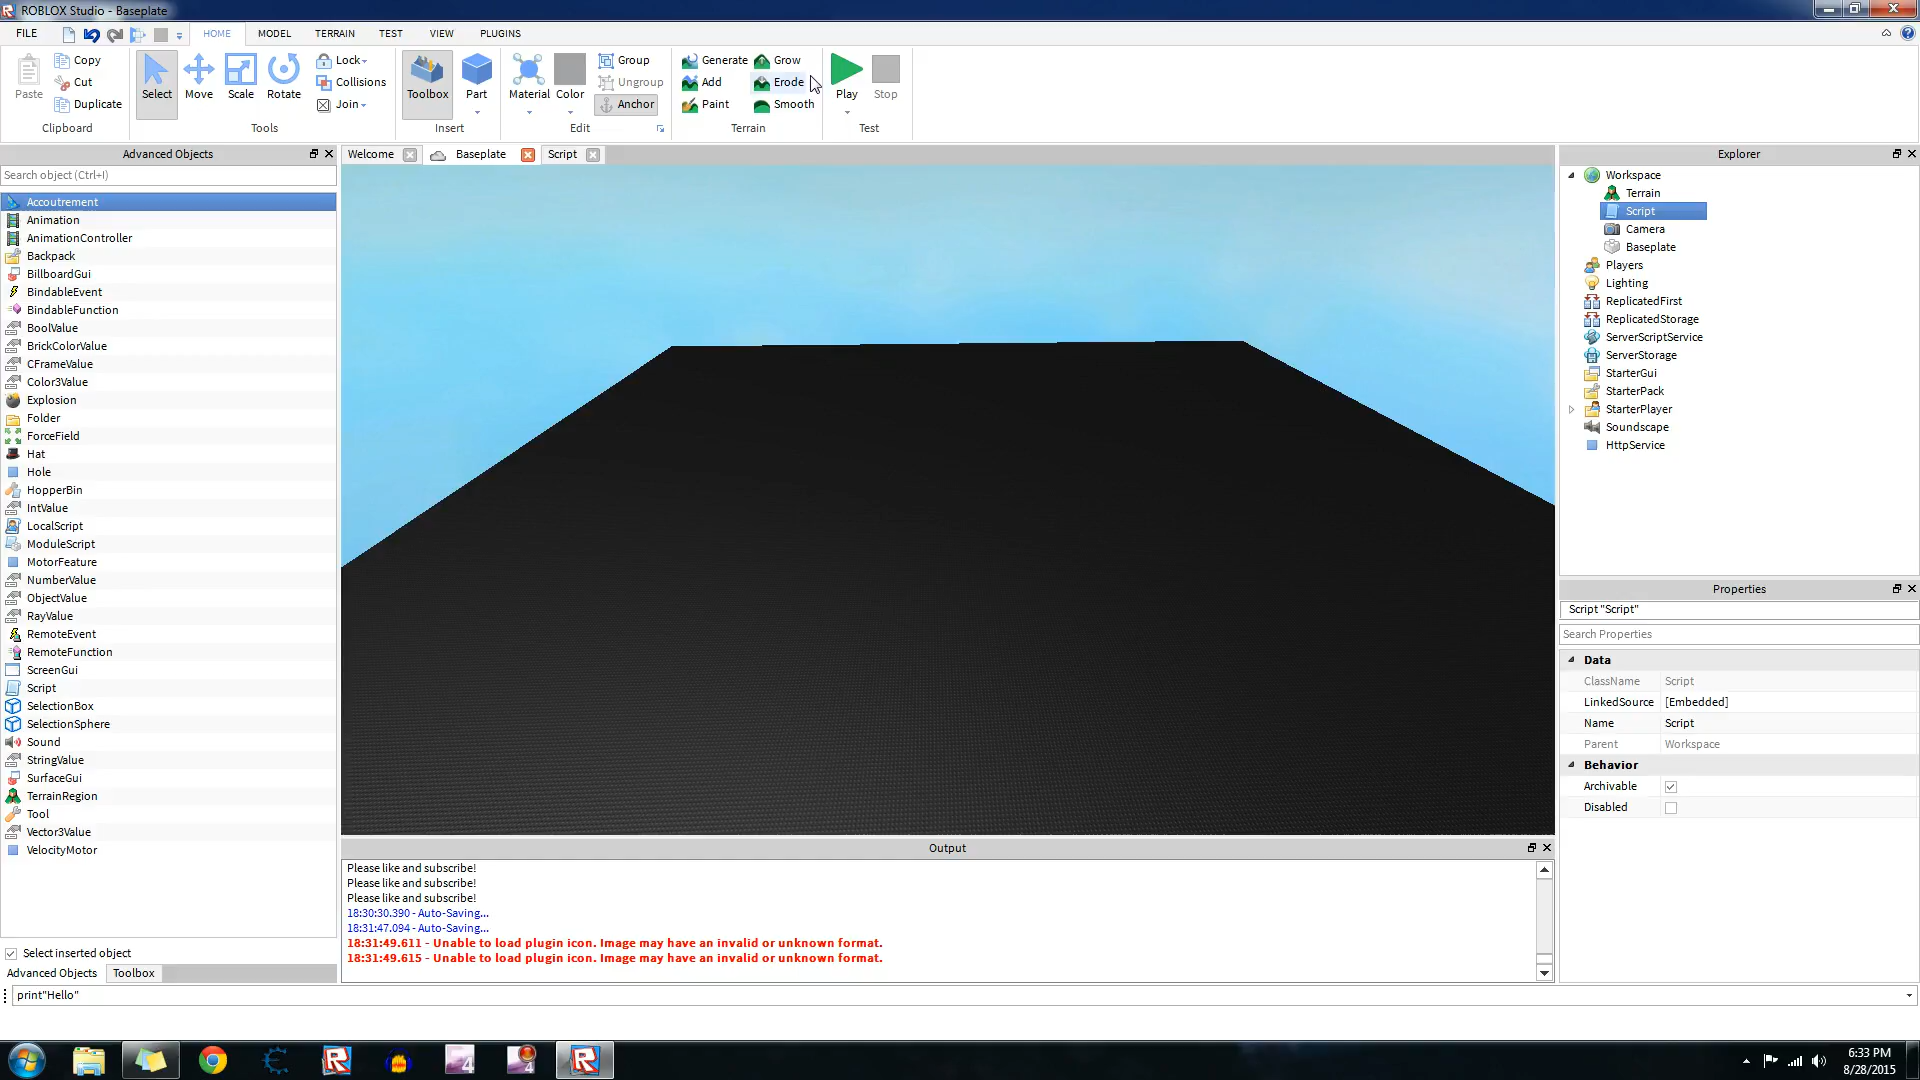 ROBLOX Studio - Baseplate
FILE HOME MODEL TERRAIN TEST VIEW PLUGINS
Paste Copy Cut Duplicate
Clipboard
Select Move Scale Rotate Lock Collisions Join
Tools
Toolbox Part
Insert
Material Color Group Ungroup Anchor
Edit
Generate Add Paint Grow Erode Smooth
Terrain
Play Stop
Test
Advanced Objects
Search object (Ctrl+I)
Accoutrement
Animation
AnimationController
Backpack
BillboardGui
BindableEvent
BindableFunction
BoolValue
BrickColorValue
CFrameValue
Color3Value
Explosion
Folder
ForceField
Hat
Hole
HopperBin
IntValue
LocalScript
ModuleScript
MotorFeature
NumberValue
ObjectValue
RayValue
RemoteEvent
RemoteFunction
ScreenGui
Script
SelectionBox
SelectionSphere
Sound
StringValue
SurfaceGui
TerrainRegion
Tool
Vector3Value
VelocityMotor
Select inserted object
Advanced Objects Toolbox
print"Hello"
Welcome Baseplate Script
Output
Please like and subscribe!
Please like and subscribe!
Please like and subscribe!
18:30:30.390 - Auto-Saving...
18:31:47.094 - Auto-Saving...
18:31:49.611 - Unable to load plugin icon. Image may have an invalid or unknown format.
18:31:49.615 - Unable to load plugin icon. Image may have an invalid or unknown format.
Explorer
Workspace
Terrain
Script
Camera
Baseplate
Players
Lighting
ReplicatedFirst
ReplicatedStorage
ServerScriptService
ServerStorage
StarterGui
StarterPack
StarterPlayer
Soundscape
HttpService
Properties
Script "Script"
Search Properties
Data
ClassName Script
LinkedSource [Embedded]
Name Script
Parent Workspace
Behavior
Archivable
Disabled
6:33 PM
8/28/2015